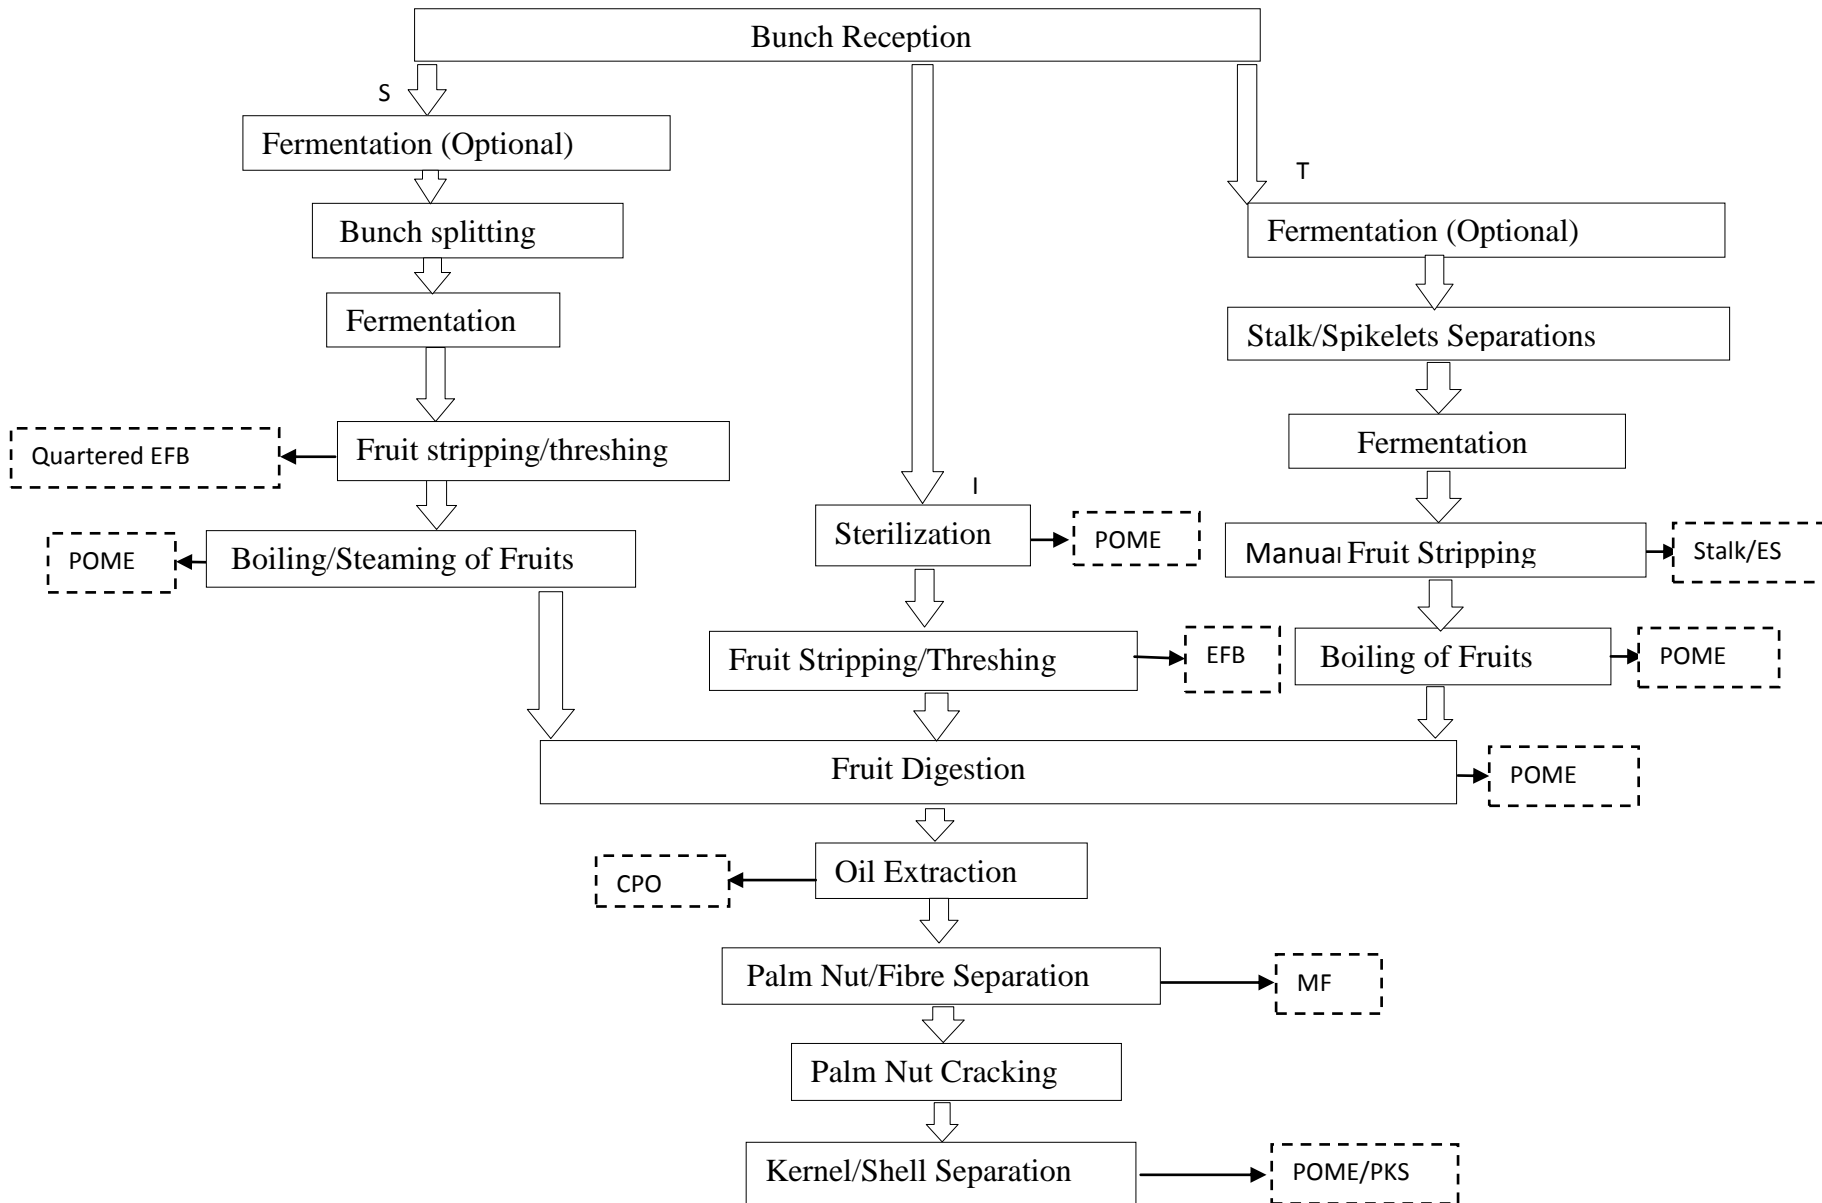 Bunch Reception
S
Fermentation (Optional)
T
Bunch splitting
Fermentation (Optional)
Fermentation
Stalk/Spikelets Separations
Quartered EFB
Fruit stripping/threshing
Fermentation
I
POME
Boiling/Steaming of Fruits
Sterilization
POME
Manual Fruit Stripping
Stalk/ES
Fruit Stripping/Threshing
EFB
Boiling of Fruits
POME
Fruit Digestion
POME
CPO
Oil Extraction
Palm Nut/Fibre Separation
MF
Palm Nut Cracking
Kernel/Shell Separation
POME/PKS